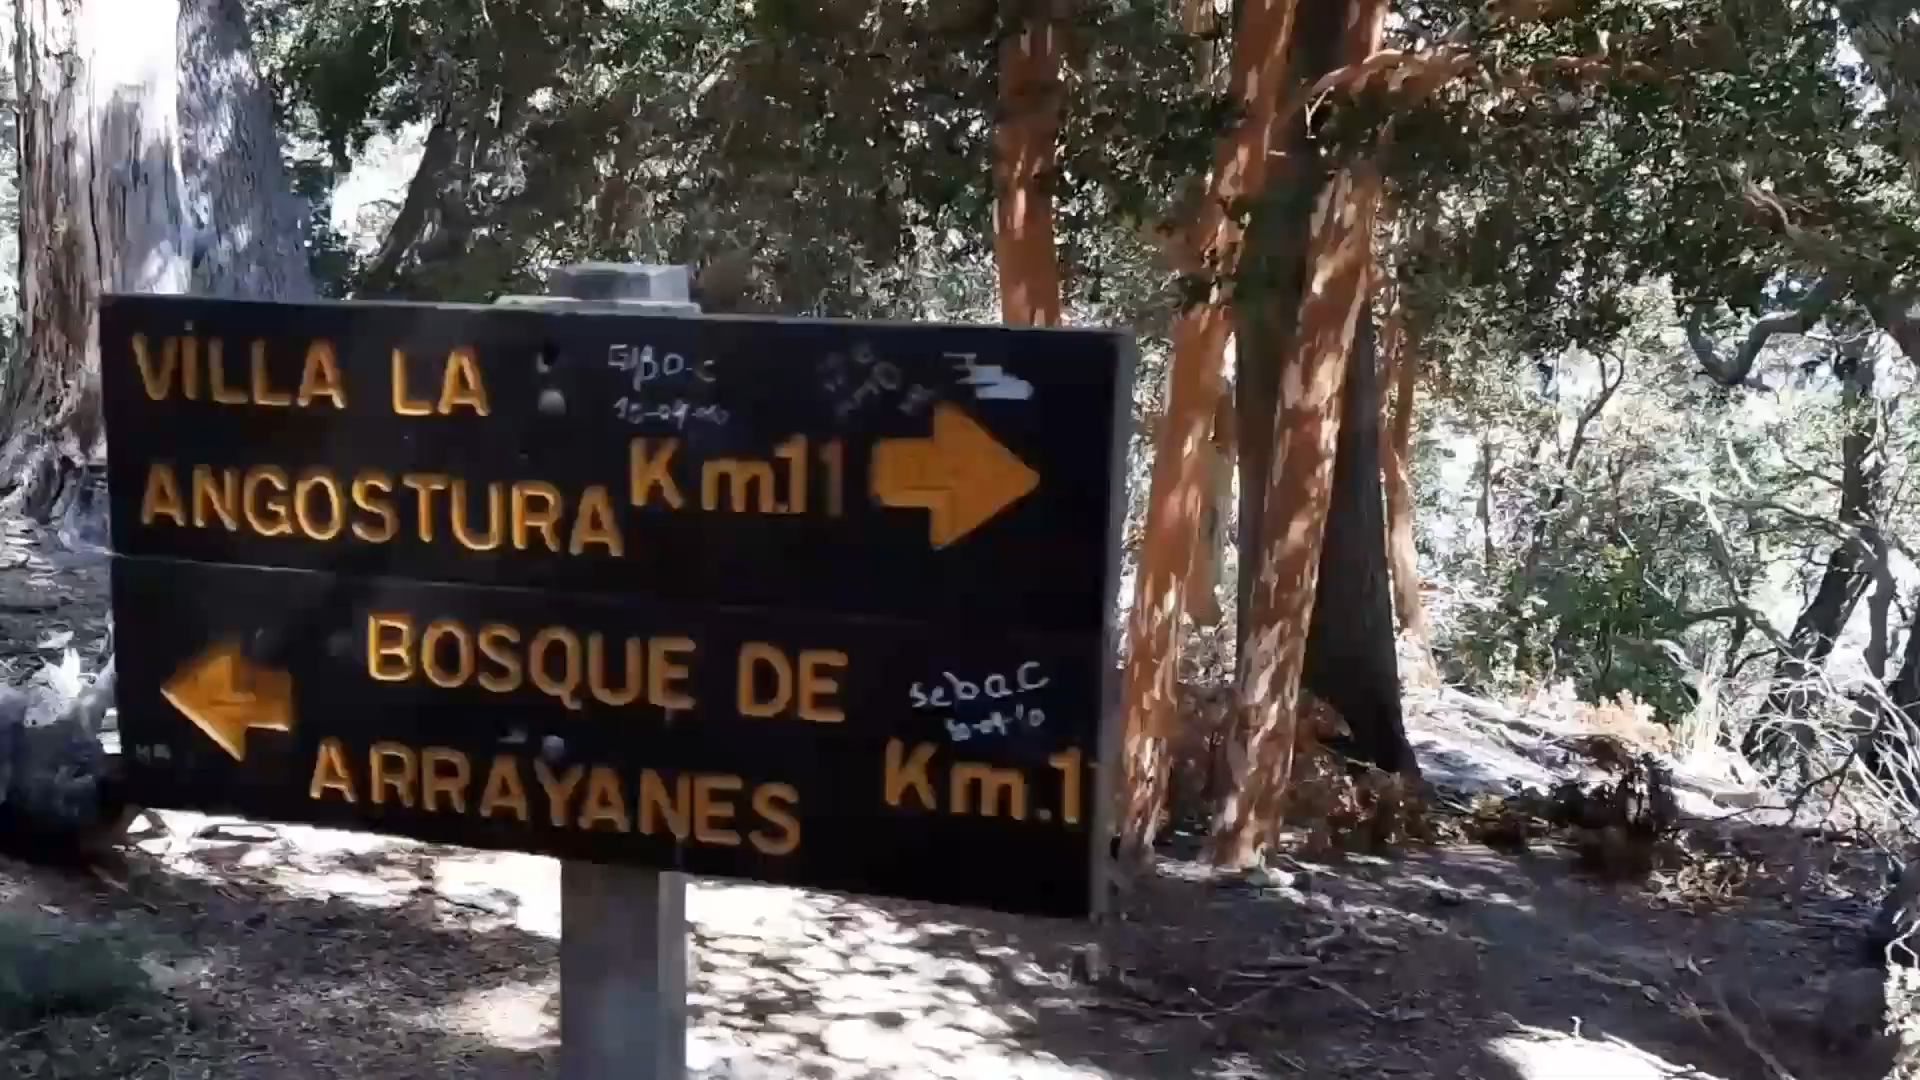 VILLA LA
ANGOSTURA Km.11
BOSQUE DE
sebac
ARRAYANES Km.1